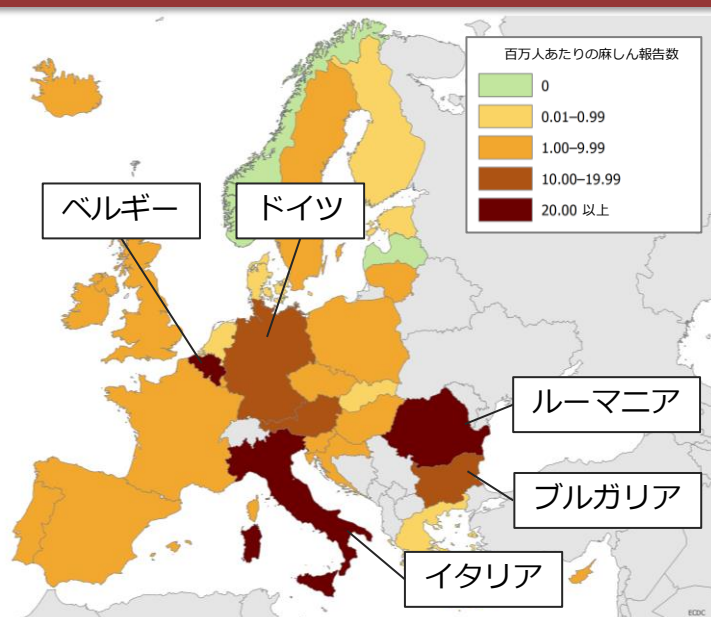 百万人あたりの麻しん報告数
0
0.01–0.99
1.00–9.99
10.00–19.99
20.00 以上
ベルギー
ドイツ
ルーマニア
ブルガリア
イタリア
ECDC